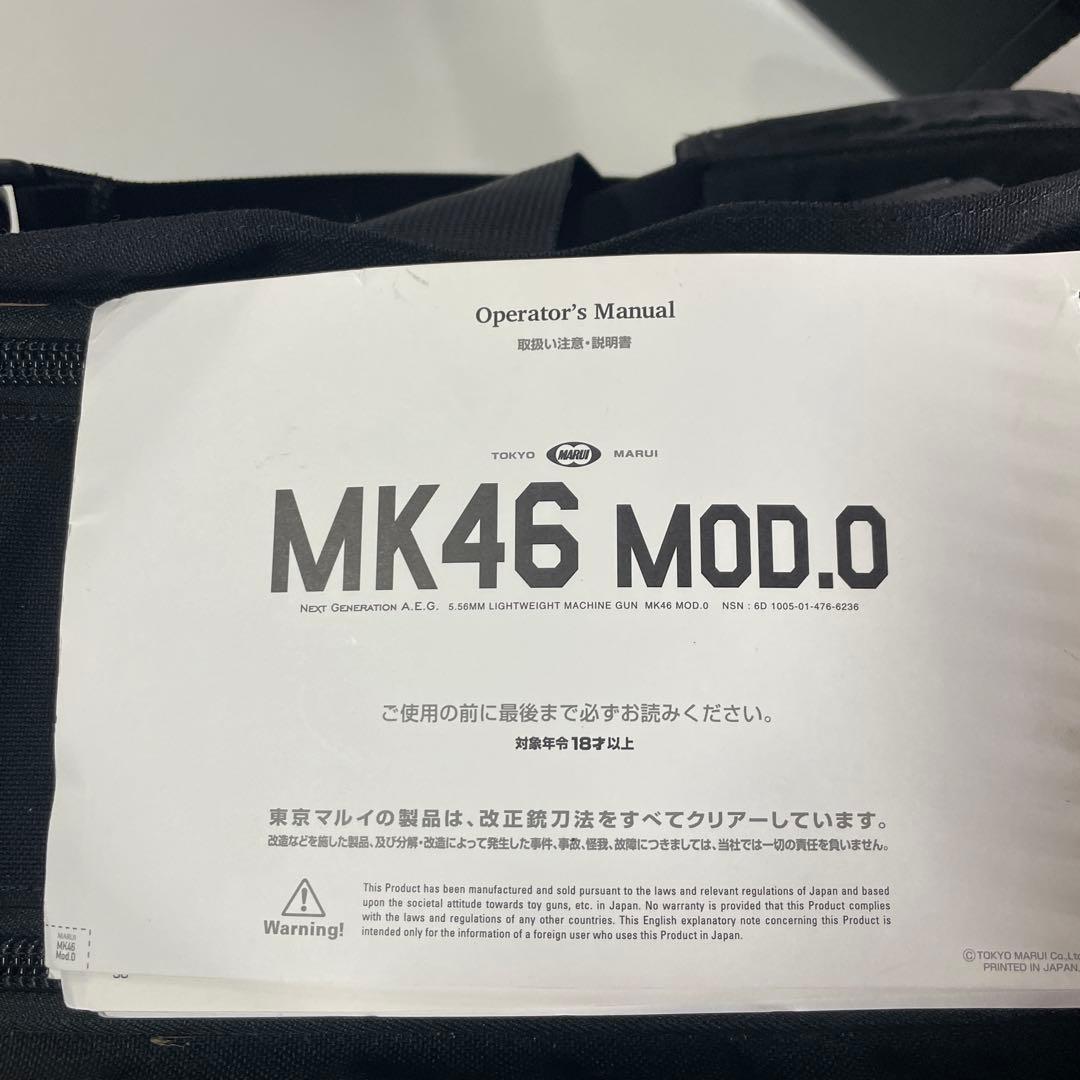 Operator's Manual
取扱い注意・説明書
TOKYO MARUI MARUI
MK46 MOD.0
NEXT GENERATION A.E.G. 5.56MM LIGHTWEIGHT MACHINE GUN MK46 MOD.0 NSN : 6D 1005-01-476-6236
ご使用の前に最後まで必ずお読みください。
対象年令18才以上
東京マルイの製品は、改正銃刀法をすべてクリアーしています。
改造などを施した製品、及び分解・改造によって発生した事件、事故、怪我、故障につきましては、当社では一切の責任を負いません。
This Product has been manufactured and sold pursuant to the laws and relevant regulations of Japan and based
upon the societal attitude towards toy guns, etc. in Japan. No warranty is provided that this Product complies
with the laws and regulations of any other countries. This English explanatory note concerning this Product is
intended only for the information of a foreign user who uses this Product in Japan.
Warning!
MARUI
MK46
Mod.0
©TOKYO MARUI Co.,Ltd
PRINTED IN JAPAN.